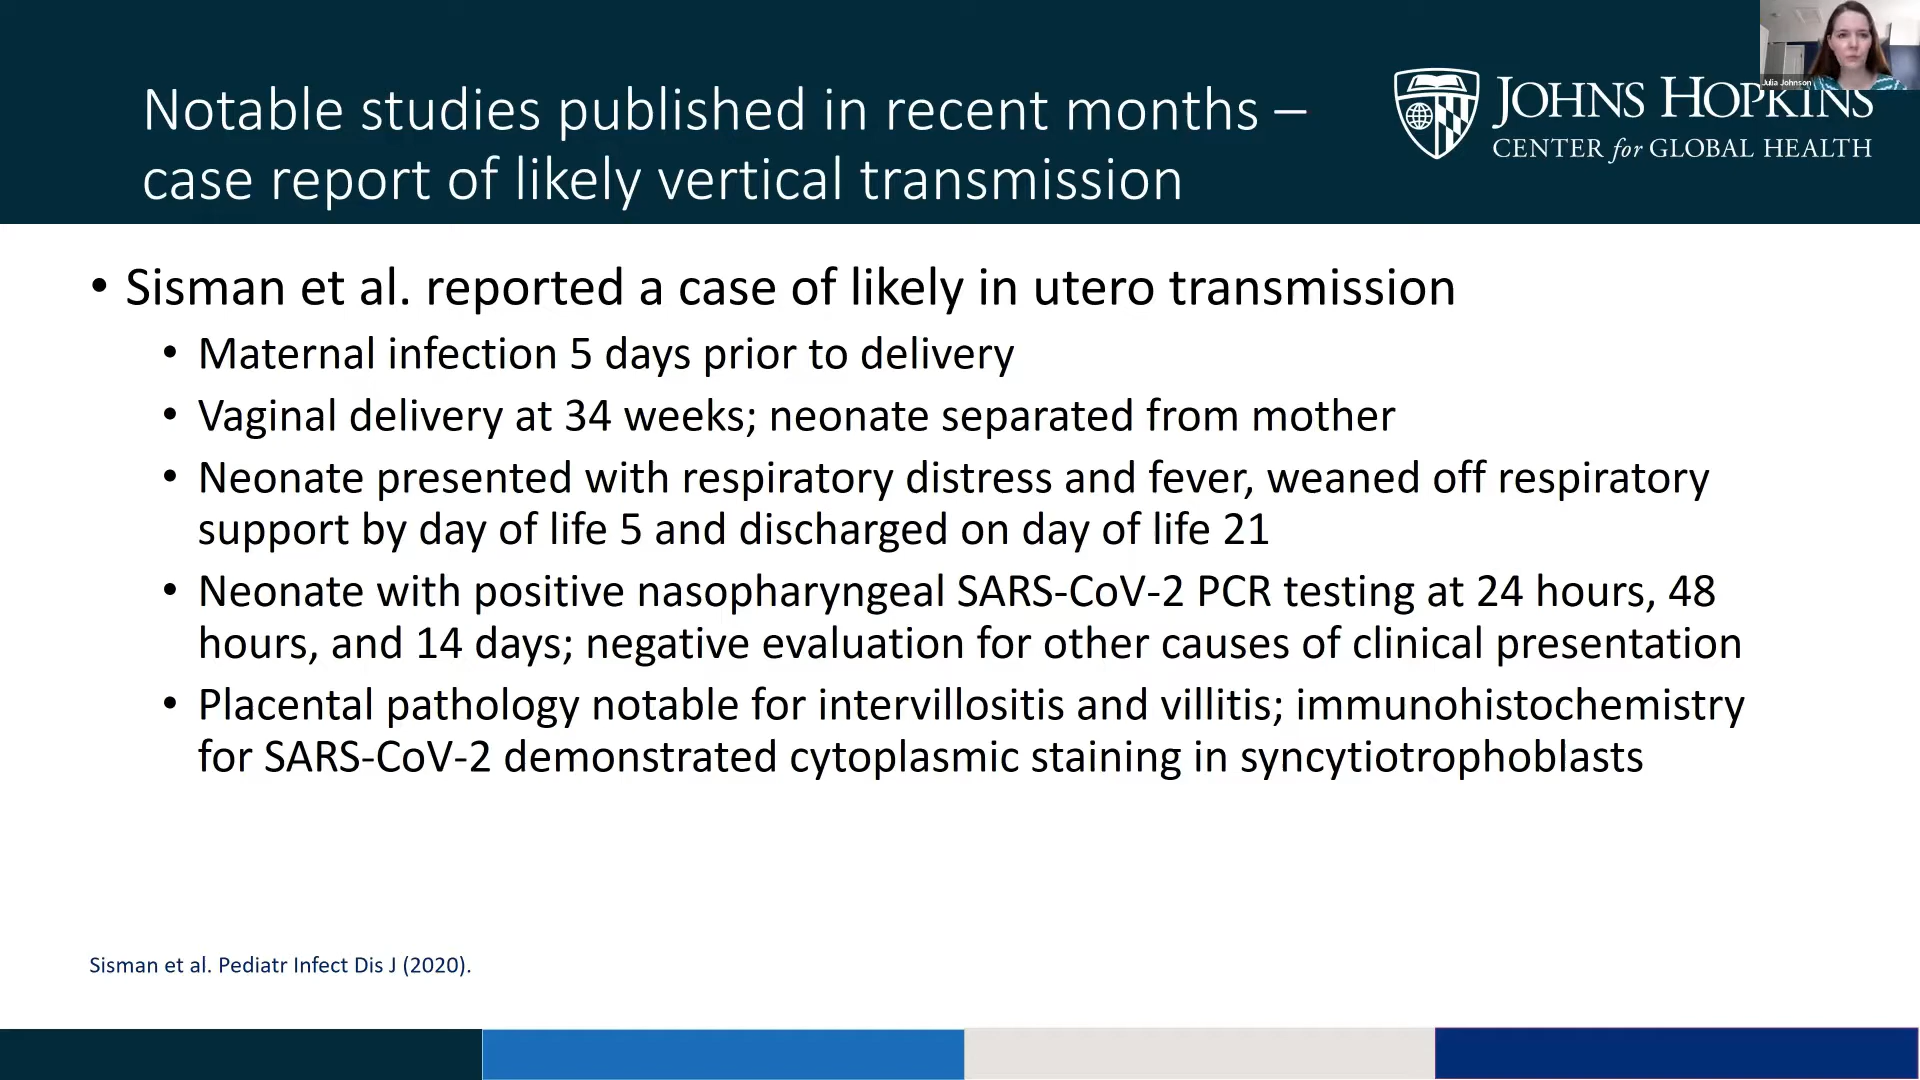 Notable studies published in recent months –
case report of likely vertical transmission
JOHNS HOPKINS
CENTER for GLOBAL HEALTH
Julia Johnson
• Sisman et al. reported a case of likely in utero transmission
• Maternal infection 5 days prior to delivery
• Vaginal delivery at 34 weeks; neonate separated from mother
• Neonate presented with respiratory distress and fever, weaned off respiratory
support by day of life 5 and discharged on day of life 21
• Neonate with positive nasopharyngeal SARS-CoV-2 PCR testing at 24 hours, 48
hours, and 14 days; negative evaluation for other causes of clinical presentation
• Placental pathology notable for intervillositis and villitis; immunohistochemistry
for SARS-CoV-2 demonstrated cytoplasmic staining in syncytiotrophoblasts
Sisman et al. Pediatr Infect Dis J (2020).